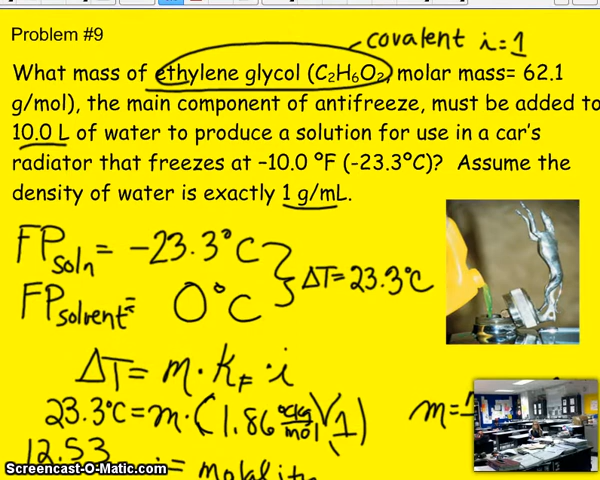 Problem #9
covalent i=1
What mass of ethylene glycol (C₂H₆O₂, molar mass= 62.1
g/mol), the main component of antifreeze, must be added to
10.0 L of water to produce a solution for use in a car's
radiator that freezes at –10.0 ºF (-23.3ºC)? Assume the
density of water is exactly 1 g/mL.
FPsoln = -23.3°C
FPsolvent = 0°C
ΔT=23.3°C
ΔT= m·KF·i
23.3°C=m·(1.86 °Ckg/mol)(1)
m=
12.53
= molality
Screencast-O-Matic.com